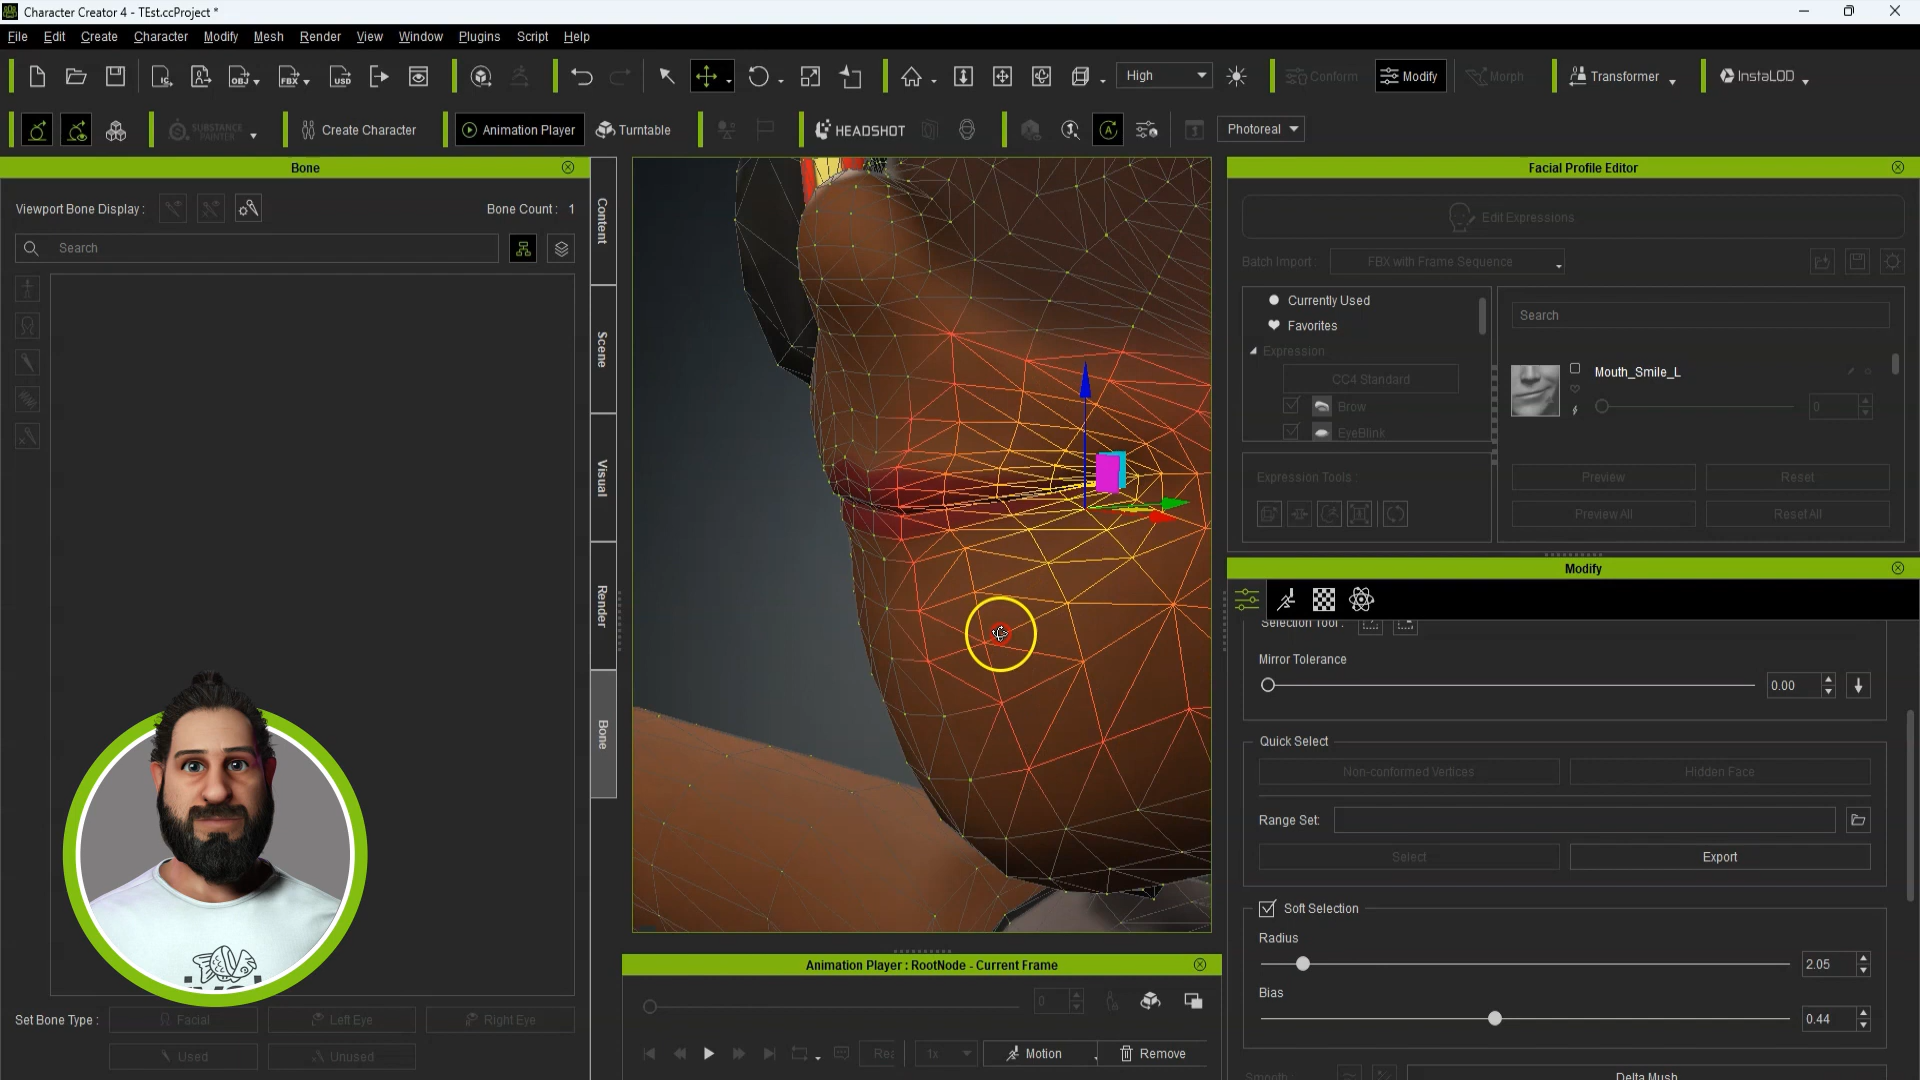 Character Creator 4 - TEst.ccProject *
File Edit Create Character Modify Mesh Render View Window Plugins Script Help
High
Conform
Modify
Morph
Transformer
InstaLOD
SUBSTANCE PAINTER
Create Character
Animation Player
Turntable
HEADSHOT
Photoreal
Bone
Viewport Bone Display :
Bone Count : 1
Search
Content
Scene
Visual
Render
Bone
Set Bone Type :
Facial
Left Eye
Right Eye
Used
Unused
Animation Player : RootNode - Current Frame
0
1x
Motion
Remove
Facial Profile Editor
Edit Expressions
Batch Import :
FBX with Frame Sequence
Currently Used
Favorites
Expression
CC4 Standard
Brow
EyeBlink
Search
Mouth_Smile_L
0
Expression Tools :
Preview
Reset
Preview All
Reset All
Modify
Selection Tool :
Mirror Tolerance
0.00
Quick Select
Non-conformed Vertices
Hidden Face
Range Set:
Select
Export
Soft Selection
Radius
2.05
Bias
0.44
Smooth :
Delta Mush